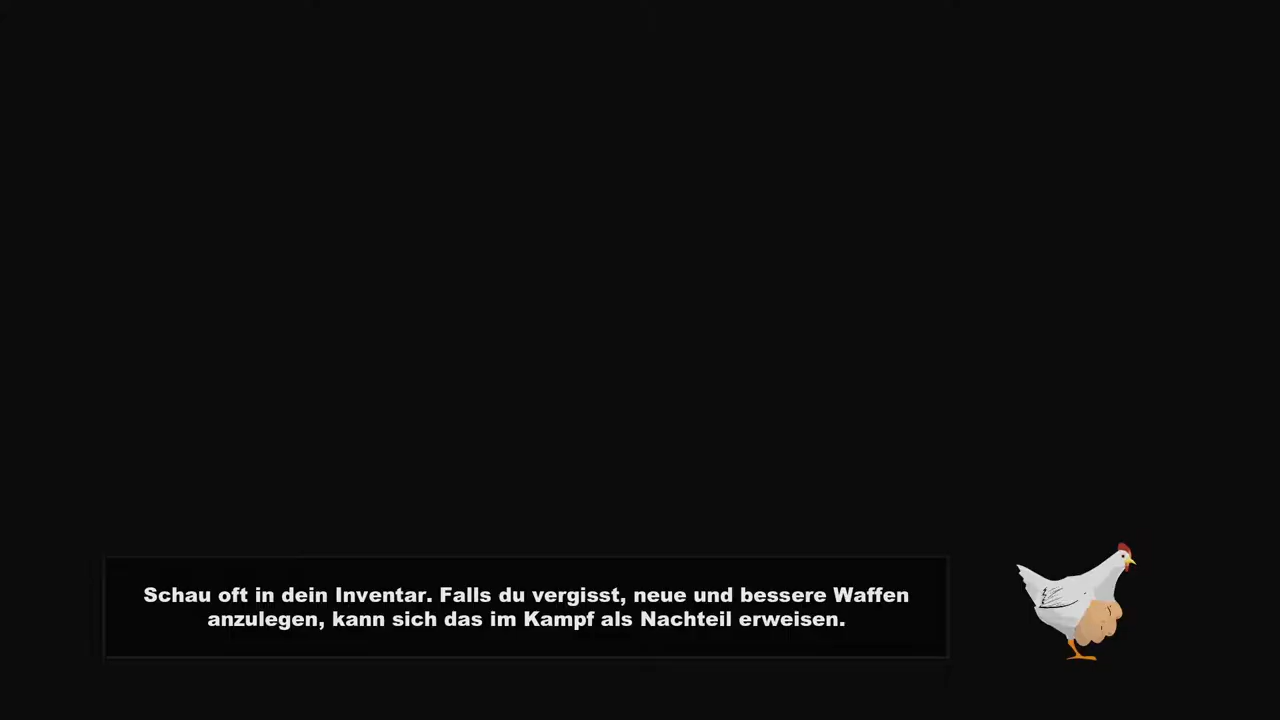 Schau oft in dein Inventar. Falls du vergisst, neue und bessere Waffen
anzulegen, kann sich das im Kampf als Nachteil erweisen.